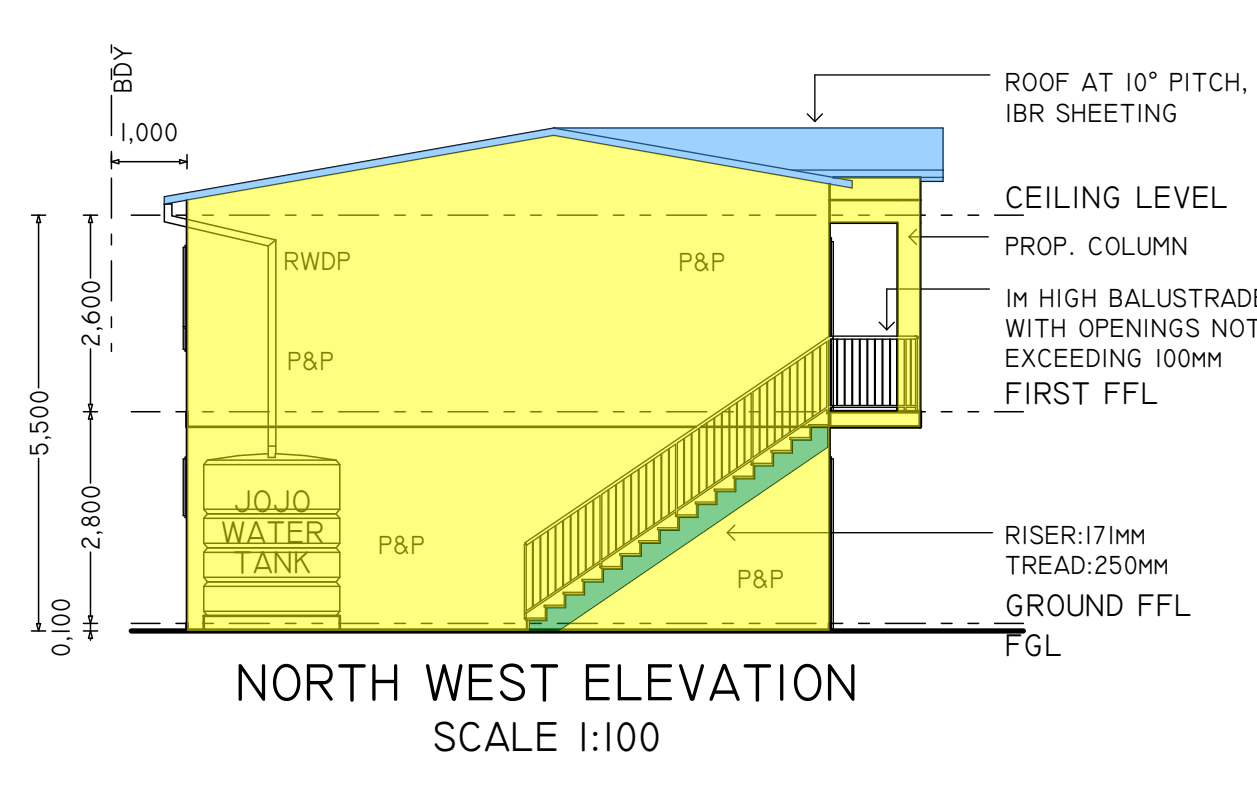 BDY
1,000
ROOF AT 10° PITCH,
IBR SHEETING
CEILING LEVEL
PROP. COLUMN
RWDP
P&P
1M HIGH BALUSTRADE
WITH OPENINGS NOT
EXCEEDING 100MM
FIRST FFL
2,600
P&P
5,500
2,800
0,100
JOJO
WATER
TANK
P&P
P&P
RISER:171MM
TREAD:250MM
GROUND FFL
FGL
NORTH WEST ELEVATION
SCALE 1:100